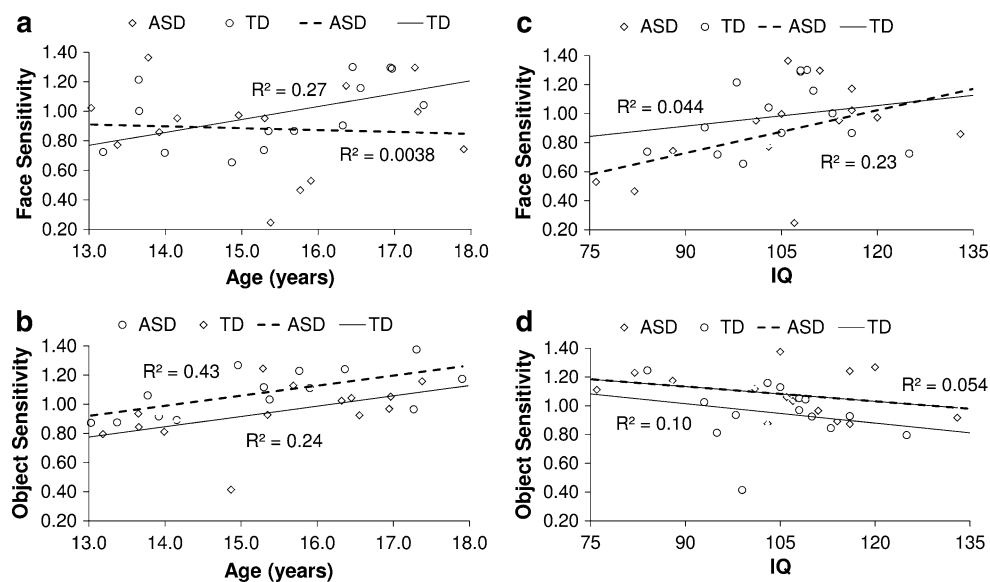 a
ASD TD ASD TD
Face Sensitivity
1.40
1.20
1.00
0.80
0.60
0.40
0.20
R² = 0.27
R² = 0.0038
13.0 14.0 15.0 16.0 17.0 18.0
Age (years)
c
ASD TD ASD TD
Face Sensitivity
1.40
1.20
1.00
0.80
0.60
0.40
0.20
R² = 0.044
R² = 0.23
75 90 105 120 135
IQ
b
ASD TD ASD TD
Object Sensitivity
1.40
1.20
1.00
0.80
0.60
0.40
0.20
R² = 0.43
R² = 0.24
13.0 14.0 15.0 16.0 17.0 18.0
Age (years)
d
ASD TD ASD TD
Object Sensitivity
1.40
1.20
1.00
0.80
0.60
0.40
0.20
R² = 0.054
R² = 0.10
75 90 105 120 135
IQ